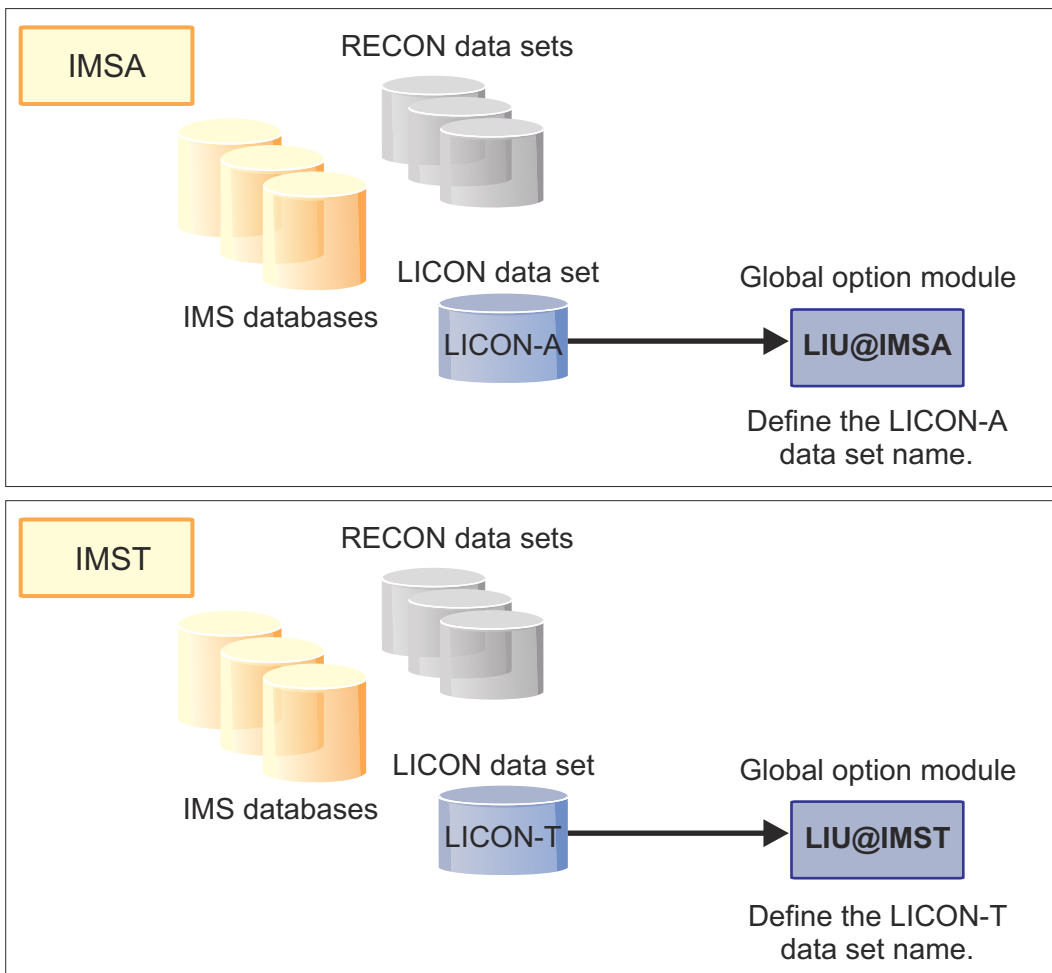 IMSA
RECON data sets
IMS databases
LICON data set
LICON-A
Global option module
LIU@IMSA
Define the LICON-A
data set name.
IMST
RECON data sets
IMS databases
LICON data set
LICON-T
Global option module
LIU@IMST
Define the LICON-T
data set name.